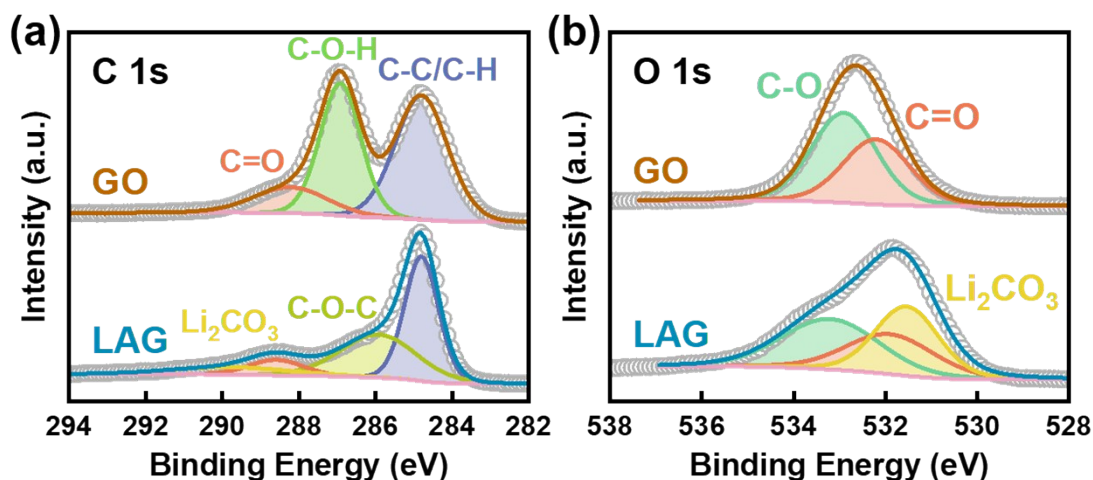 (a)
C 1s
C-O-H
C-C/C-H
C=O
GO
Li₂CO₃
C-O-C
LAG
Intensity (a.u.)
294 292 290 288 286 284 282
Binding Energy (eV)
(b)
O 1s
C-O
C=O
GO
Li₂CO₃
LAG
Intensity (a.u.)
538 536 534 532 530 528
Binding Energy (eV)